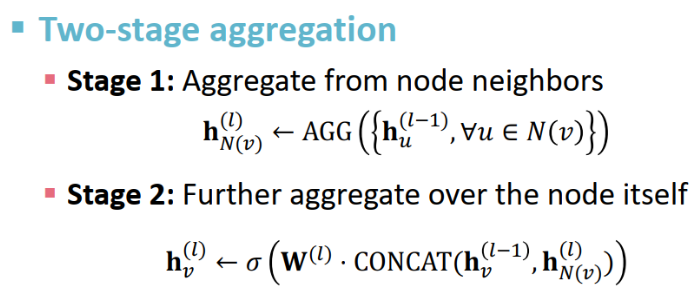 ▪ Two-stage aggregation
▪ Stage 1: Aggregate from node neighbors
$\mathbf{h}_{N(v)}^{(l)} \leftarrow \text{AGG}\left(\left\{\mathbf{h}_u^{(l-1)}, \forall u \in N(v)\right\}\right)$
▪ Stage 2: Further aggregate over the node itself
$\mathbf{h}_v^{(l)} \leftarrow \sigma\left(\mathbf{W}^{(l)} \cdot \text{CONCAT}(\mathbf{h}_v^{(l-1)}, \mathbf{h}_{N(v)}^{(l)})\right)$